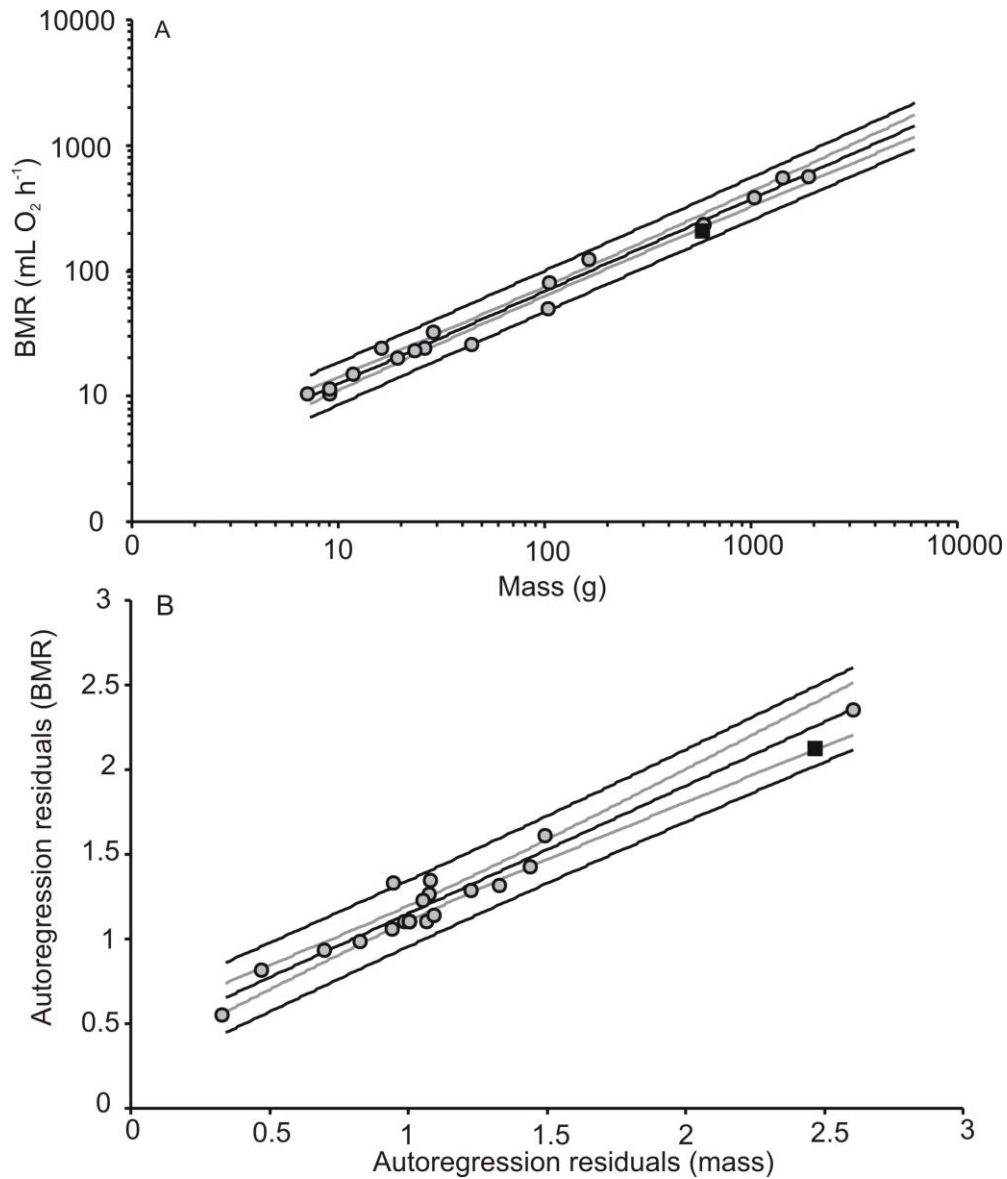 A
10000
1000
100
10
0
BMR (mL O₂ h⁻¹)
0 10 100 1000 10000
Mass (g)
B
3
2.5
2
1.5
1
0.5
0
Autoregression residuals (BMR)
0 0.5 1 1.5 2 2.5 3
Autoregression residuals (mass)